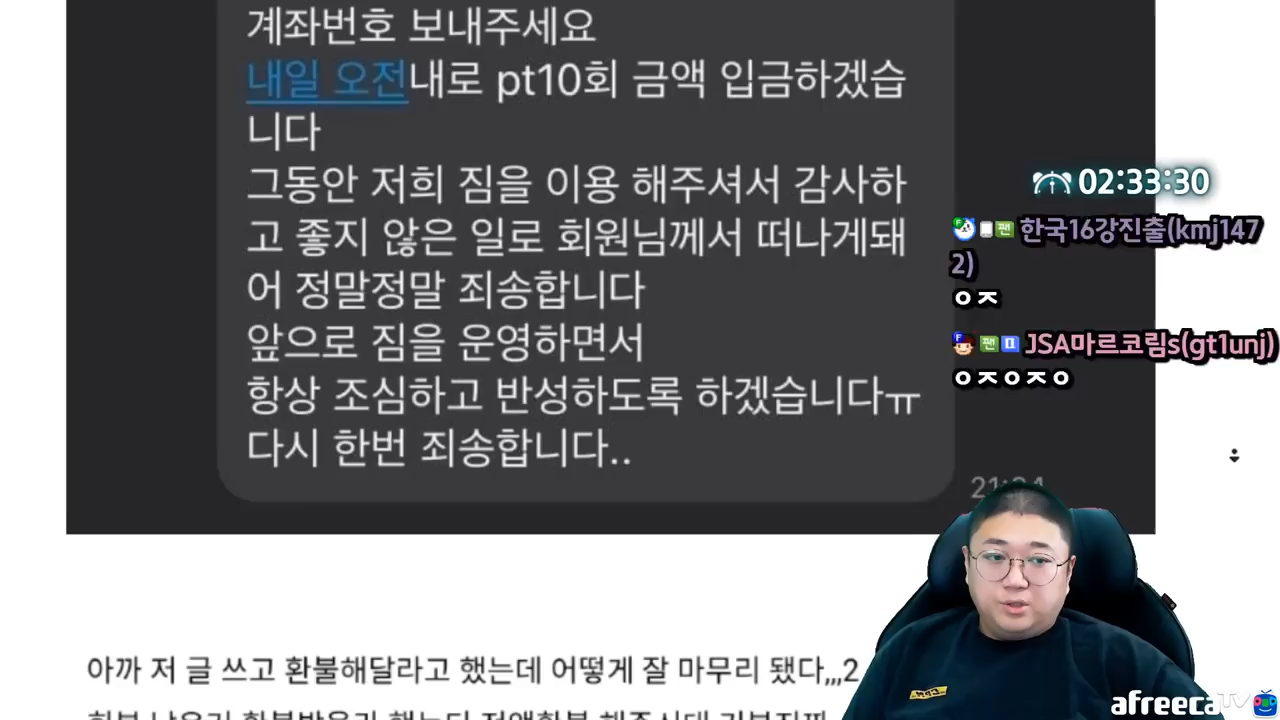 계좌번호 보내주세요
내일 오전내로 pt10회 금액 입금하겠습
니다
그동안 저희 짐을 이용 해주셔서 감사하
고 좋지 않은 일로 회원님께서 떠나게돼
어 정말정말 죄송합니다
앞으로 짐을 운영하면서
항상 조심하고 반성하도록 하겠습니다ㅠ
다시 한번 죄송합니다..
02:33:30
한국16강진출(kmj147
2)
ㅇㅈ
JSA마르코림s(gt1unj)
ㅇㅈㅇㅈㅇ
아까 저 글 쓰고 환불해달라고 했는데 어떻게 잘 마무리 됐다,,,2
afreecaTV